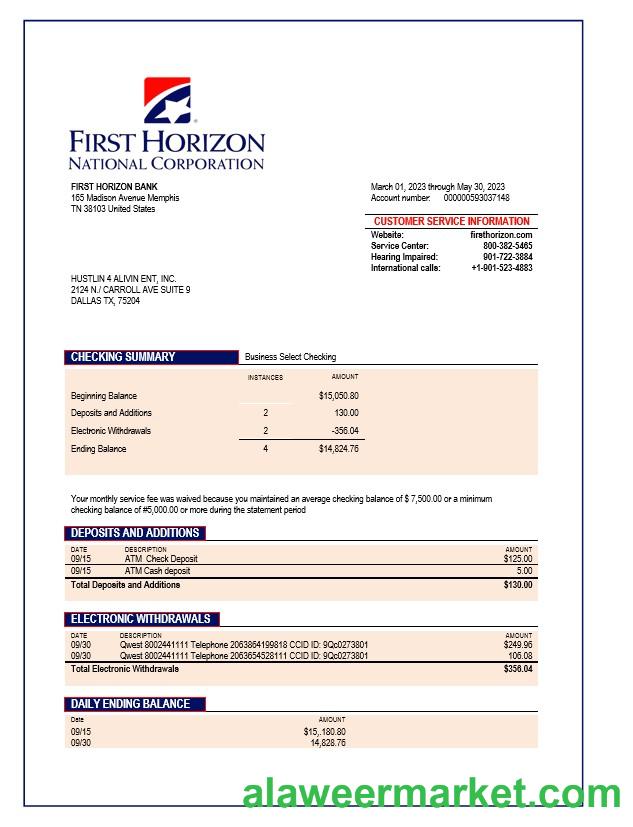 FIRST HORIZON
NATIONAL CORPORATION
FIRST HORIZON BANK
165 Madison Avenue Memphis
TN 38103 United States
March 01, 2023 through May 30, 2023
Account number: 000000593037148
CUSTOMER SERVICE INFORMATION
Website: firsthorizon.com
Service Center: 800-382-5465
Hearing Impaired: 901-722-3884
International calls: +1-901-523-4883
HUSTLIN 4 ALIVIN ENT, INC.
2124 N./ CARROLL AVE SUITE 9
DALLAS TX, 75204
CHECKING SUMMARY Business Select Checking
INSTANCES AMOUNT
Beginning Balance $15,050.80
Deposits and Additions 2 130.00
Electronic Withdrawals 2 -356.04
Ending Balance 4 $14,824.76
Your monthly service fee was waived because you maintained an average checking balance of $ 7,500.00 or a minimum
checking balance of #5,000.00 or more during the statement period
DEPOSITS AND ADDITIONS
DATE DESCRIPTION AMOUNT
09/15 ATM Check Deposit $125.00
09/15 ATM Cash deposit 5.00
Total Deposits and Additions $130.00
ELECTRONIC WITHDRAWALS
DATE DESCRIPTION AMOUNT
09/30 Qwest 8002441111 Telephone 2063864199818 CCID ID: 9Qc0273801 $249.96
09/30 Qwest 8002441111 Telephone 2063654528111 CCID ID: 9Qc0273801 106.08
Total Electronic Withdrawals $356.04
DAILY ENDING BALANCE
Date AMOUNT
09/15 $15,.180.80
09/30 14,828.76
alaweermarket.com